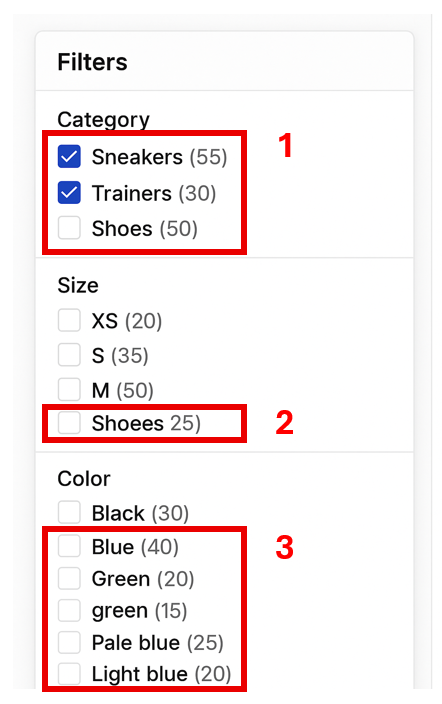 Filters
Category
Sneakers (55)
1
Trainers (30)
Shoes (50)
Size
XS (20)
S (35)
M (50)
Shoees 25)
2
Color
Black (30)
Blue (40)
3
Green (20)
green (15)
Pale blue (25)
Light blue (20)